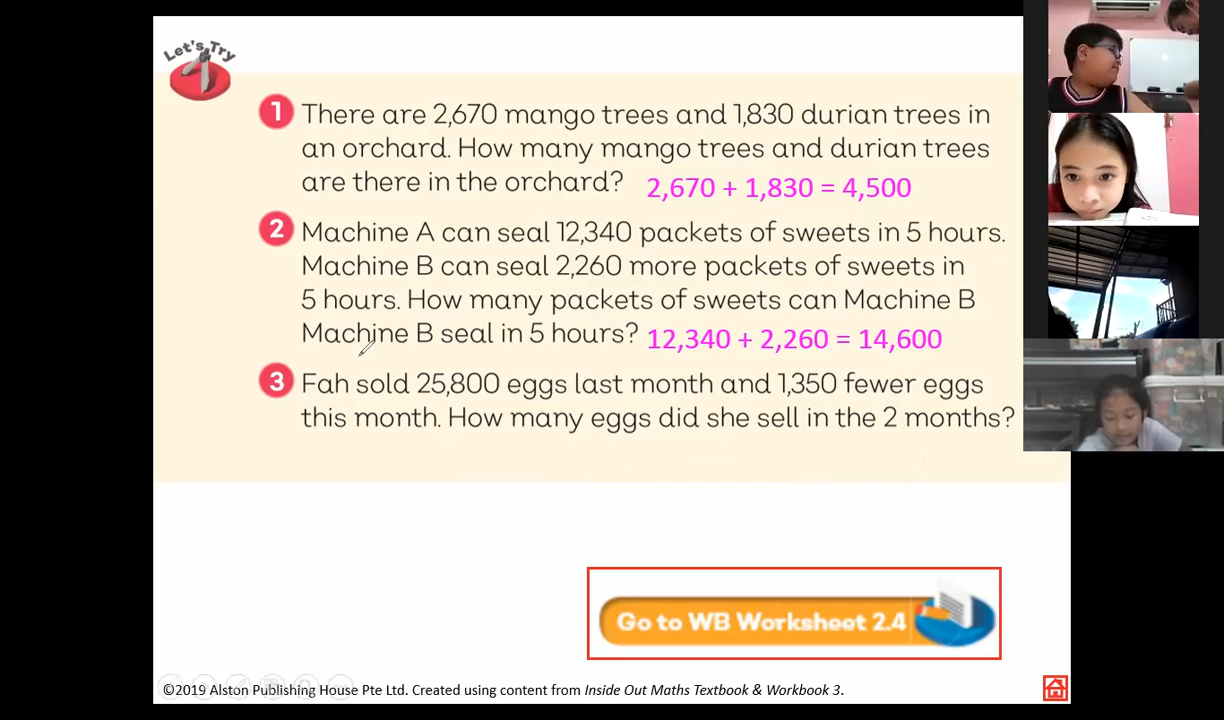 Let's Try
1 There are 2,670 mango trees and 1,830 durian trees in
an orchard. How many mango trees and durian trees
are there in the orchard? 2,670 + 1,830 = 4,500
2 Machine A can seal 12,340 packets of sweets in 5 hours.
Machine B can seal 2,260 more packets of sweets in
5 hours. How many packets of sweets can Machine B
Machine B seal in 5 hours? 12,340 + 2,260 = 14,600
3 Fah sold 25,800 eggs last month and 1,350 fewer eggs
this month. How many eggs did she sell in the 2 months?
Go to WB Worksheet 2.4
©2019 Alston Publishing House Pte Ltd. Created using content from Inside Out Maths Textbook & Workbook 3.